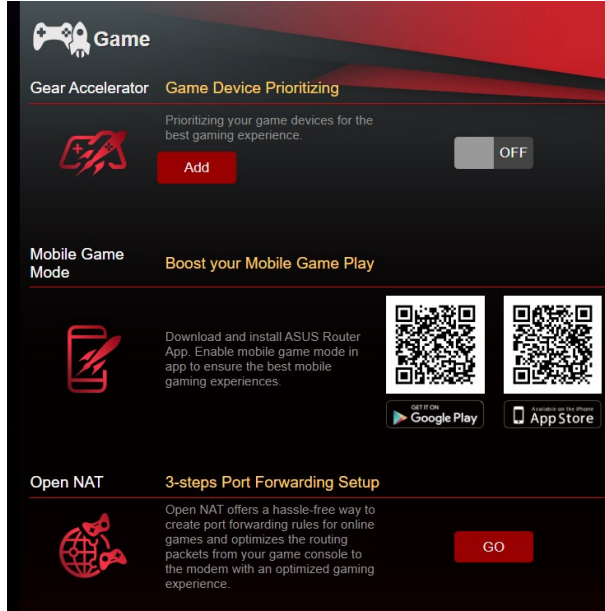 Game
Gear Accelerator
Game Device Prioritizing
Prioritizing your game devices for the
best gaming experience.
Add
OFF
Mobile Game
Mode
Boost your Mobile Game Play
Download and install ASUS Router
App. Enable mobile game mode in
app to ensure the best mobile
gaming experiences.
GET IT ON
Google Play
Available on the iPhone
App Store
Open NAT
3-steps Port Forwarding Setup
Open NAT offers a hassle-free way to
create port forwarding rules for online
games and optimizes the routing
packets from your game console to
the modem with an optimized gaming
experience.
GO